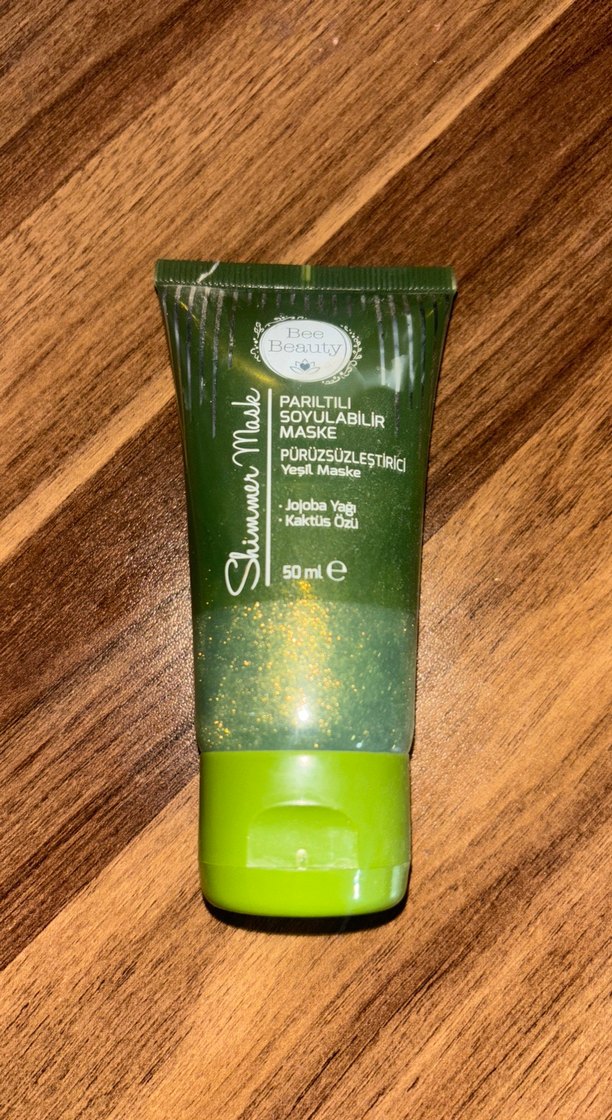 Bee
Beauty
Shimmer Mask
PARILTILI
SOYULABİLİR
MASKE
PÜRÜZSÜZLEŞTİRİCİ
Yeşil Maske
· Jojoba Yağı
· Kaktüs Özü
50 ml ℮